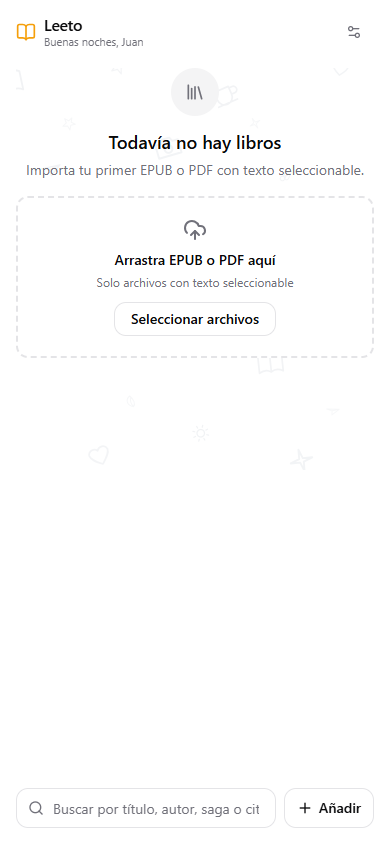 Leeto
Buenas noches, Juan
Todavía no hay libros
Importa tu primer EPUB o PDF con texto seleccionable.
Arrastra EPUB o PDF aquí
Solo archivos con texto seleccionable
Seleccionar archivos
Buscar por título, autor, saga o cit
Añadir